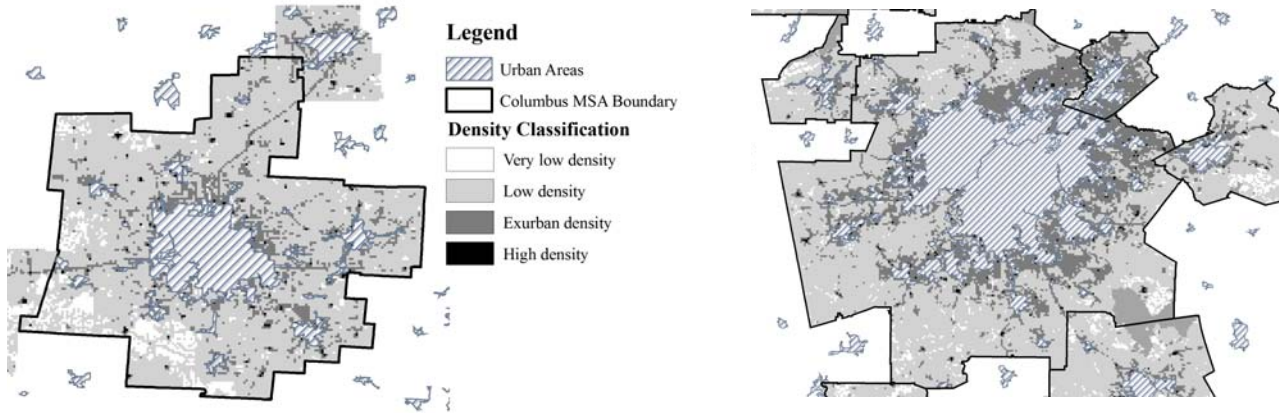 Legend
Urban Areas
Columbus MSA Boundary
Density Classification
Very low density
Low density
Exurban density
High density